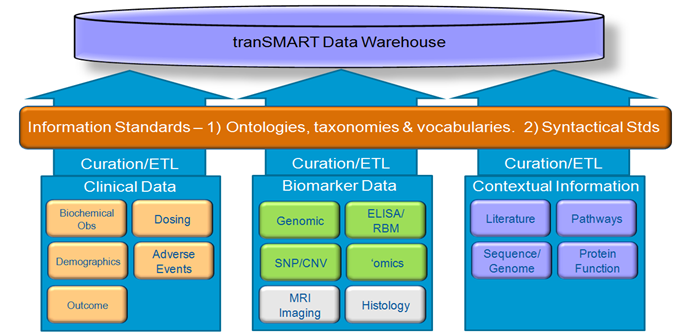 tranSMART Data Warehouse
Information Standards – 1) Ontologies, taxonomies & vocabularies. 2) Syntactical Stds
Curation/ETL
Curation/ETL
Curation/ETL
Clinical Data
Biochemical
Obs
Dosing
Demographics
Adverse
Events
Outcome
Biomarker Data
Genomic
ELISA/
RBM
SNP/CNV
‘omics
MRI
Imaging
Histology
Contextual Information
Literature
Pathways
Sequence/
Genome
Protein
Function